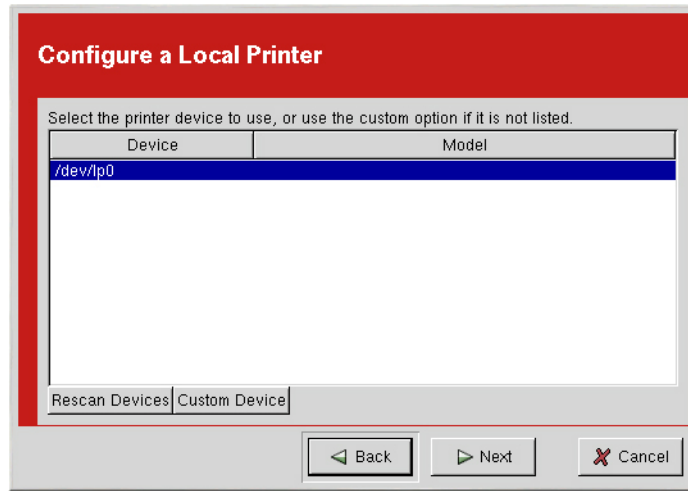 Configure a Local Printer
Select the printer device to use, or use the custom option if it is not listed.
Device Model
/dev/lp0
Rescan Devices Custom Device
Back Next Cancel